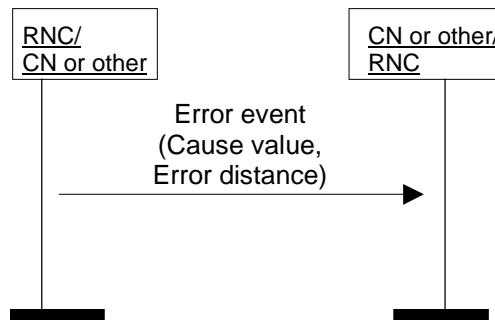 RNC/
CN or other
CN or other/
RNC
Error event
(Cause value,
Error distance)